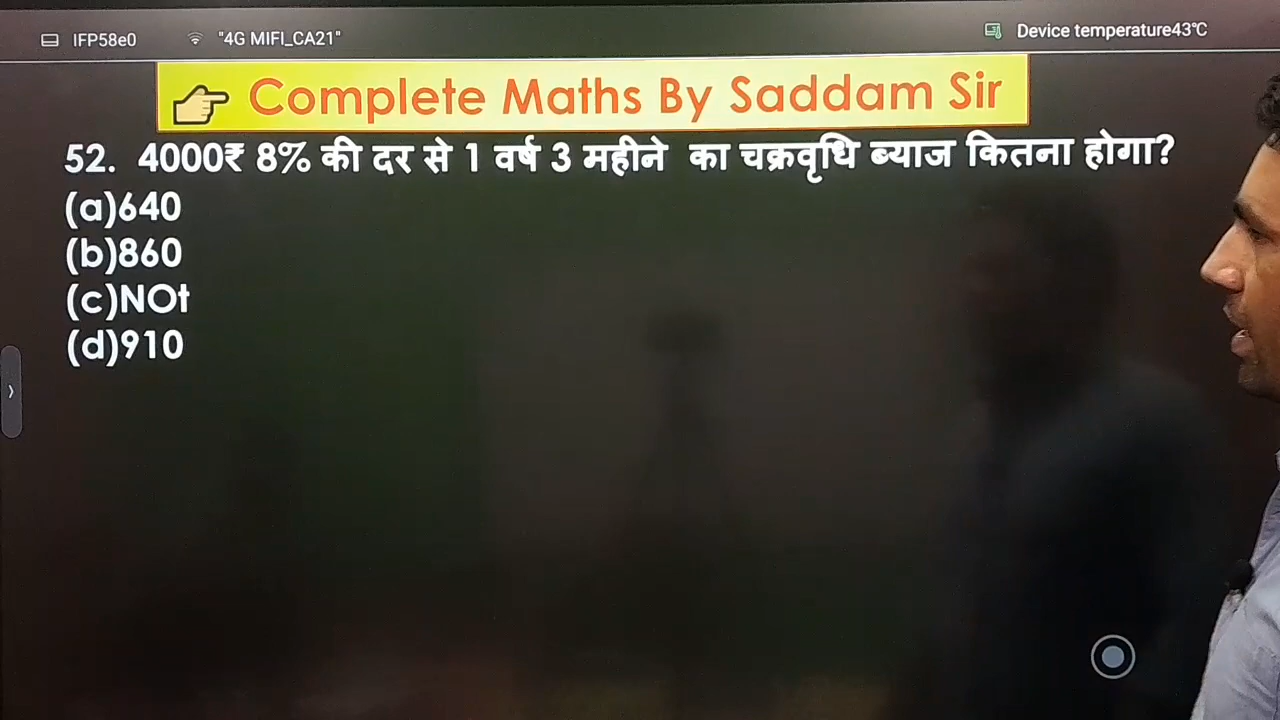 IFP58e0 "4G MIFI_CA21" Device temperature43℃
Complete Maths By Saddam Sir
52. 4000₹ 8% की दर से 1 वर्ष 3 महीने का चक्रवृधि ब्याज कितना होगा?
(a)640
(b)860
(c)NOt
(d)910